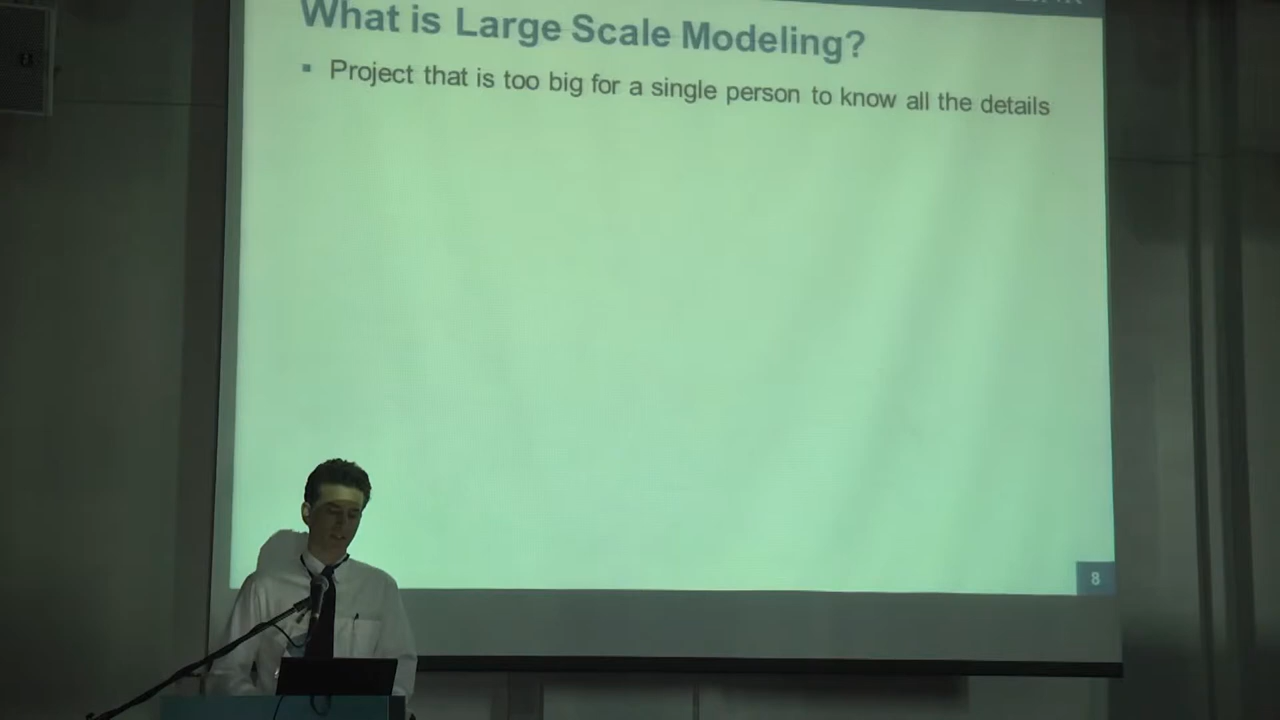 What is Large Scale Modeling?
▪ Project that is too big for a single person to know all the details
8